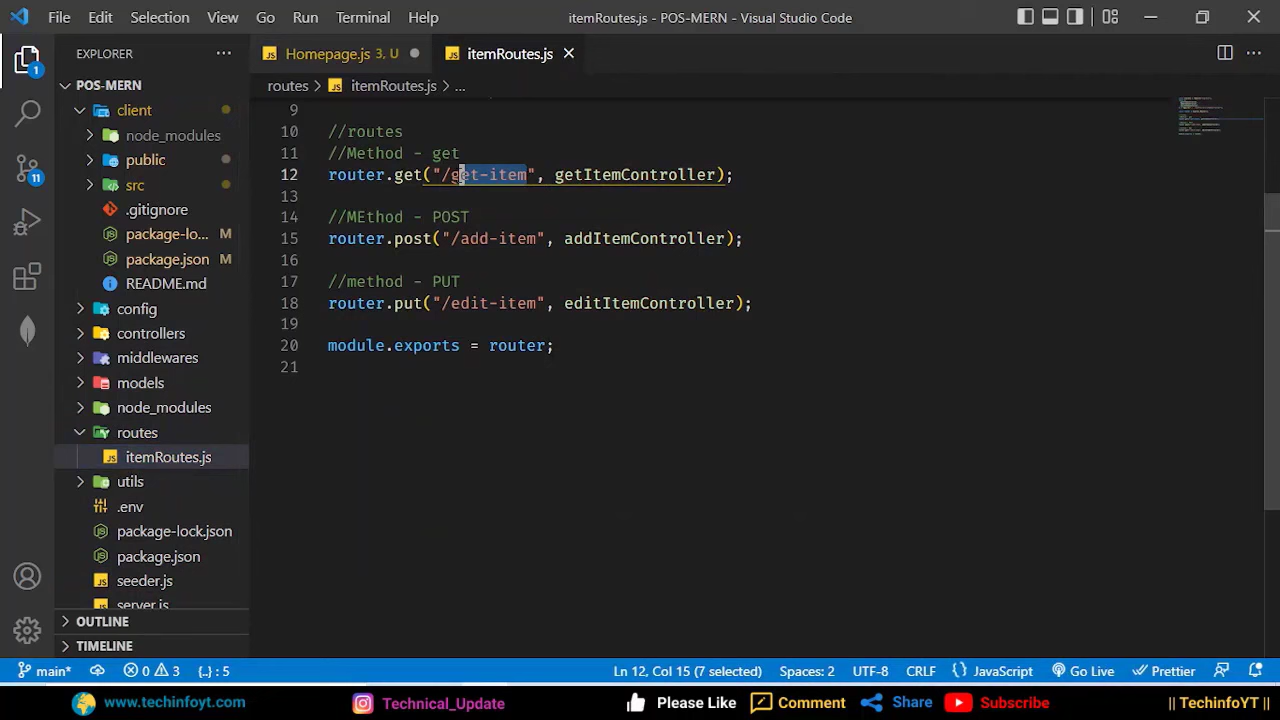 File Edit Selection View Go Run Terminal Help itemRoutes.js - POS-MERN - Visual Studio Code
EXPLORER ... Homepage.js 3, U itemRoutes.js
POS-MERN routes > itemRoutes.js > ...
client
node_modules
public
src
.gitignore
package-lo... M
package.json M
README.md
config
controllers
middlewares
models
node_modules
routes
itemRoutes.js
utils
.env
package-lock.json
package.json
seeder.js
server.js
OUTLINE
TIMELINE
1
11
9
10 //routes
11 //Method - get
12 router.get("/get-item", getItemController);
13
14 //MEthod - POST
15 router.post("/add-item", addItemController);
16
17 //method - PUT
18 router.put("/edit-item", editItemController);
19
20 module.exports = router;
21
main* 0 3 {..} : 5 Ln 12, Col 15 (7 selected) Spaces: 2 UTF-8 CRLF {} JavaScript Go Live Prettier
www.techinfoyt.com Technical_Update Please Like Comment Share Subscribe || TechinfoYT ||